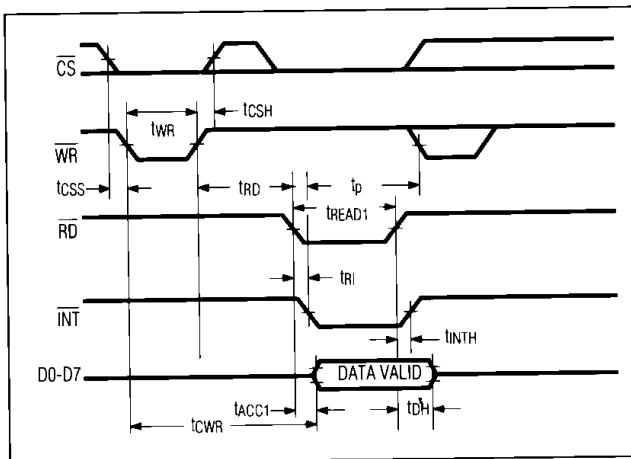 CS
tCSH
tWR
WR
tCSS
tRD
tp
tREAD1
RD
tRI
INT
tINTH
D0-D7
DATA VALID
tACC1
tDH
tCWR